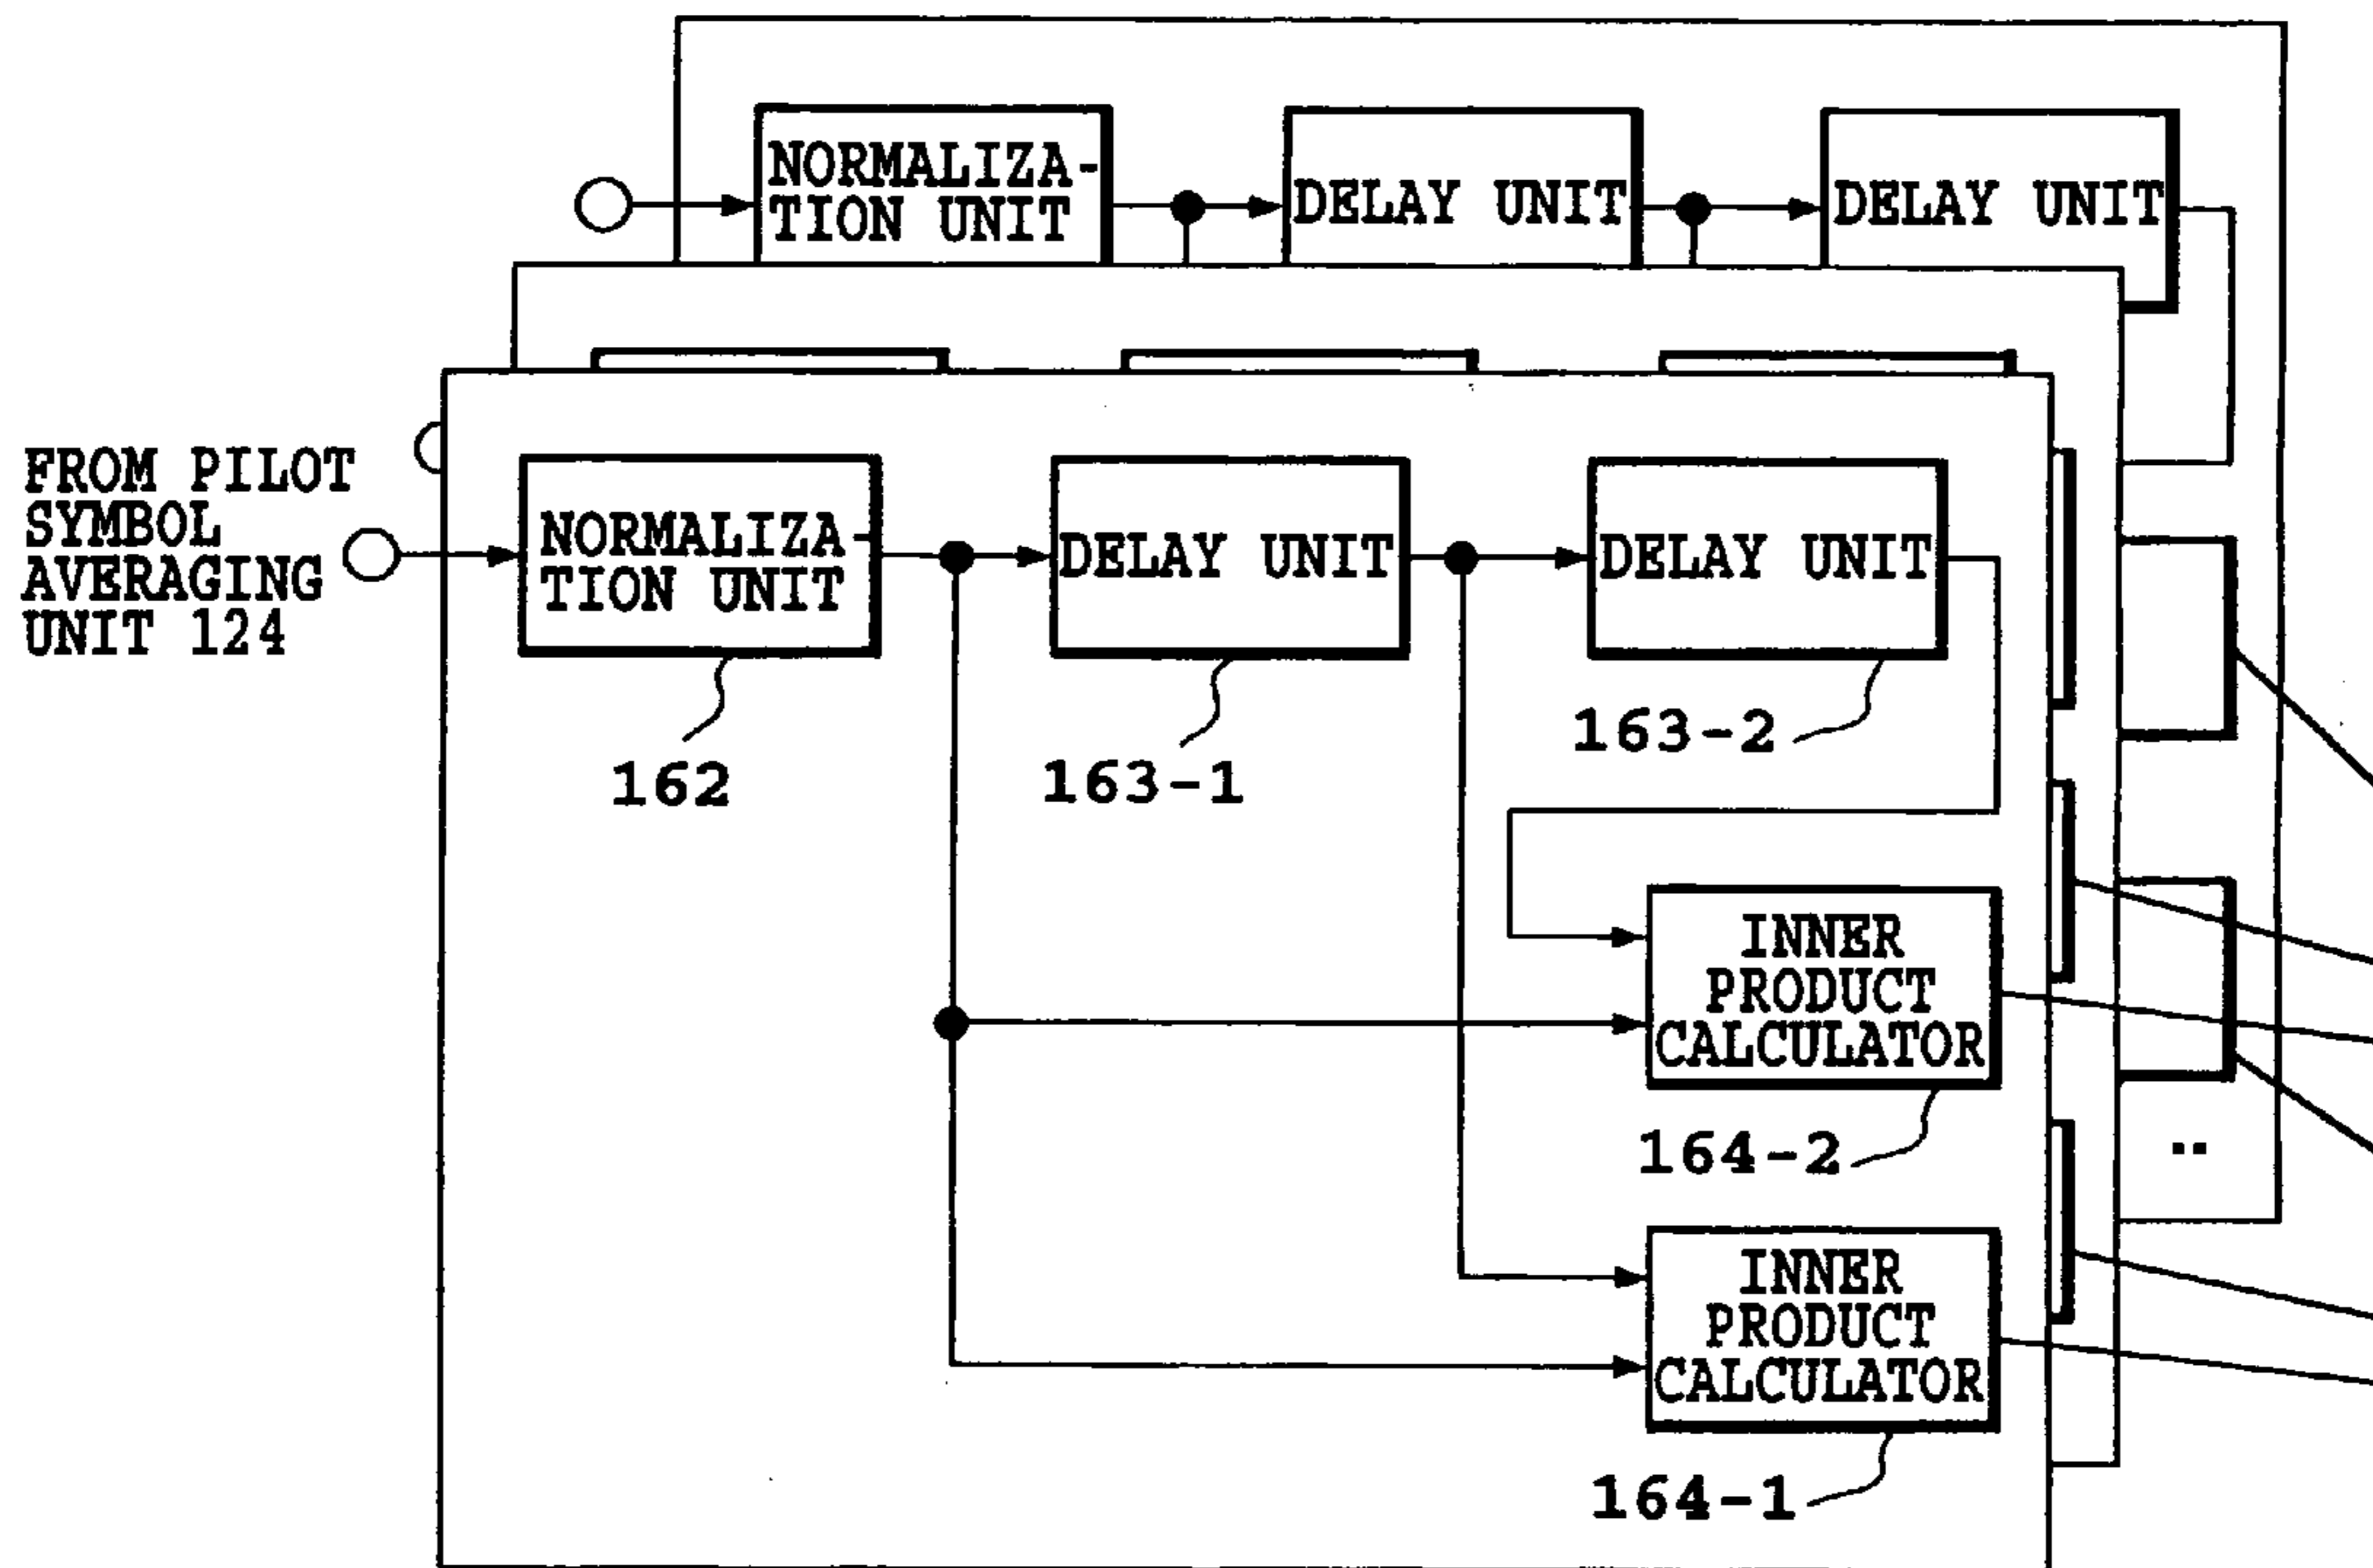 NORMALIZA-
TION UNIT
DELAY UNIT
DELAY UNIT
FROM PILOT
SYMBOL
AVERAGING
UNIT 124
NORMALIZA-
TION UNIT
DELAY UNIT
DELAY UNIT
162
163-1
163-2
INNER
PRODUCT
CALCULATOR
164-2
INNER
PRODUCT
CALCULATOR
164-1